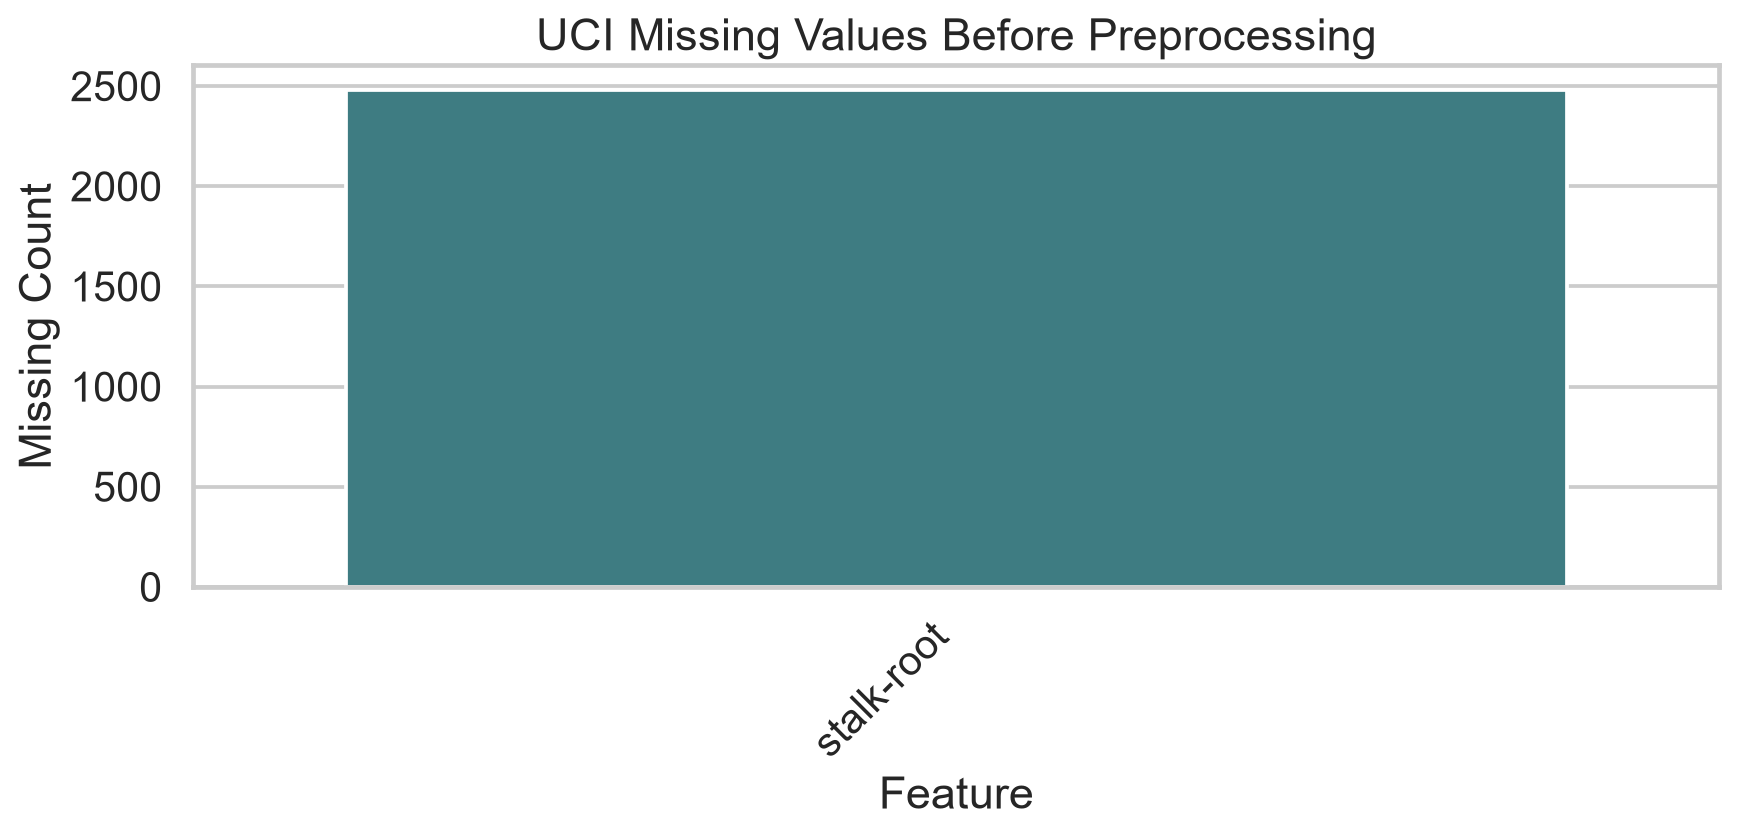 UCI Missing Values Before Preprocessing
Missing Count
2500
2000
1500
1000
500
0
stalk-root
Feature